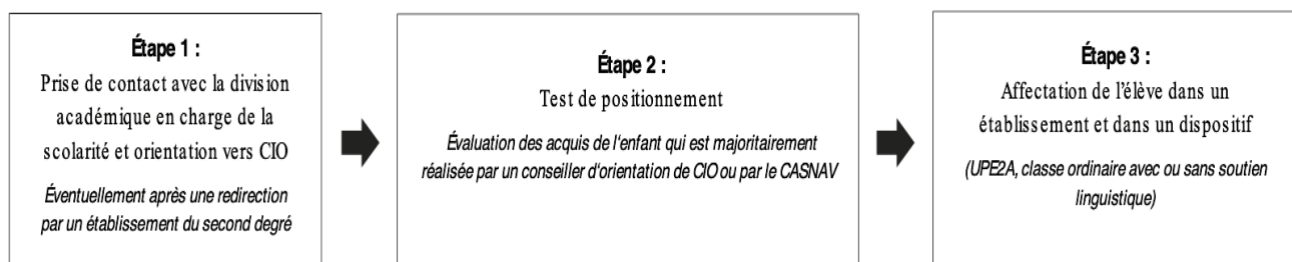 Étape 1 :
Prise de contact avec la division
académique en charge de la
scolarité et orientation vers CIO
Éventuellement après une redirection
par un établissement du second degré
Étape 2 :
Test de positionnement
Évaluation des acquis de l'enfant qui est majoritairement
réalisée par un conseiller d'orientation de CIO ou par le CASNAV
Étape 3 :
Affectation de l'élève dans un
établissement et dans un dispositif
(UPE2A, classe ordinaire avec ou sans soutien
linguistique)